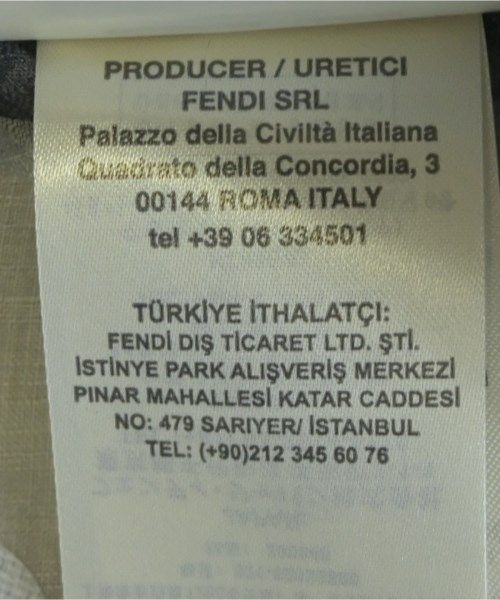 PRODUCER / URETICI
FENDI SRL
Palazzo della Civiltà Italiana
Quadrato della Concordia, 3
00144 ROMA ITALY
tel +39 06 334501
TÜRKİYE İTHALATÇI:
FENDİ DIŞ TİCARET LTD. ŞTİ.
İSTİNYE PARK ALIŞVERİŞ MERKEZİ
PINAR MAHALLESİ KATAR CADDESİ
NO: 479 SARIYER/ İSTANBUL
TEL: (+90)212 345 60 76